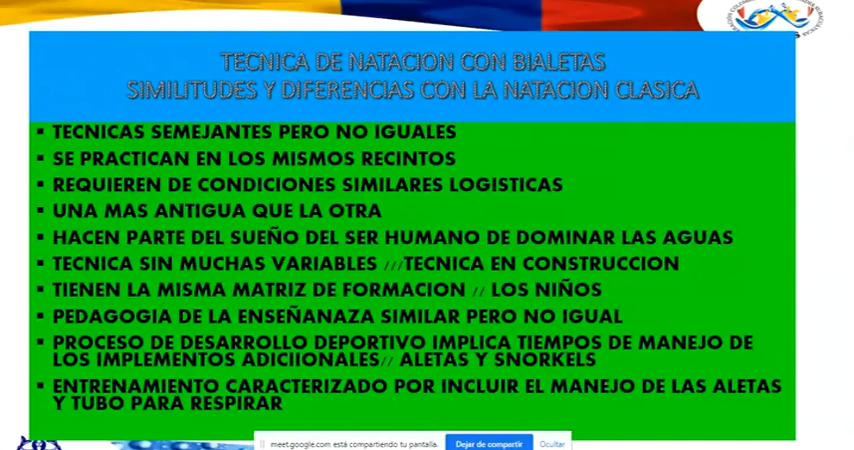 TECNICA DE NATACION CON BIALETAS
SIMILITUDES Y DIFERENCIAS CON LA NATACION CLASICA
▪ TECNICAS SEMEJANTES PERO NO IGUALES
▪ SE PRACTICAN EN LOS MISMOS RECINTOS
▪ REQUIEREN DE CONDICIONES SIMILARES LOGISTICAS
▪ UNA MAS ANTIGUA QUE LA OTRA
▪ HACEN PARTE DEL SUEÑO DEL SER HUMANO DE DOMINAR LAS AGUAS
▪ TECNICA SIN MUCHAS VARIABLES ///TECNICA EN CONSTRUCCION
▪ TIENEN LA MISMA MATRIZ DE FORMACION // LOS NIÑOS
▪ PEDAGOGIA DE LA ENSEÑANAZA SIMILAR PERO NO IGUAL
▪ PROCESO DE DESARROLLO DEPORTIVO IMPLICA TIEMPOS DE MANEJO DE
LOS IMPLEMENTOS ADICIIONALES// ALETAS Y SNORKELS
▪ ENTRENAMIENTO CARACTERIZADO POR INCLUIR EL MANEJO DE LAS ALETAS
Y TUBO PARA RESPIRAR
meet.google.com está compartiendo tu pantalla. Dejar de compartir Ocultar